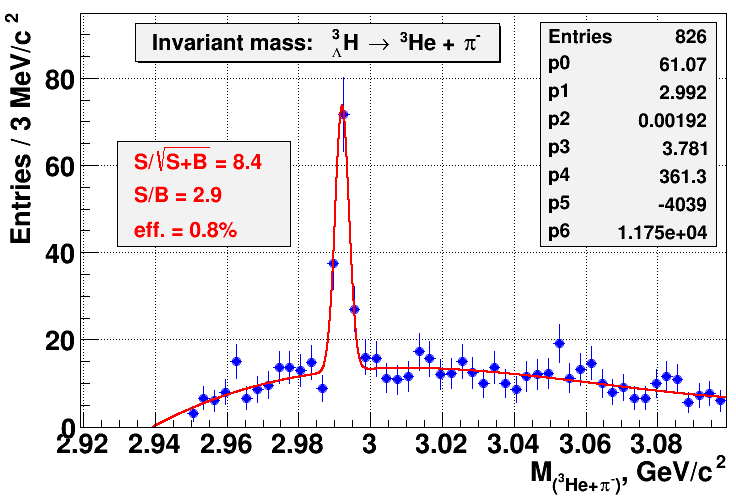 Invariant mass: ³ΛH → ³He + π⁻
Entries 826
p0 61.07
p1 2.992
p2 0.00192
p3 3.781
p4 361.3
p5 -4039
p6 1.175e+04
S/√S+B = 8.4
S/B = 2.9
eff. = 0.8%
Entries / 3 MeV/c²
80
60
40
20
0
2.92 2.94 2.96 2.98 3 3.02 3.04 3.06 3.08
M(³He+π⁻), GeV/c²